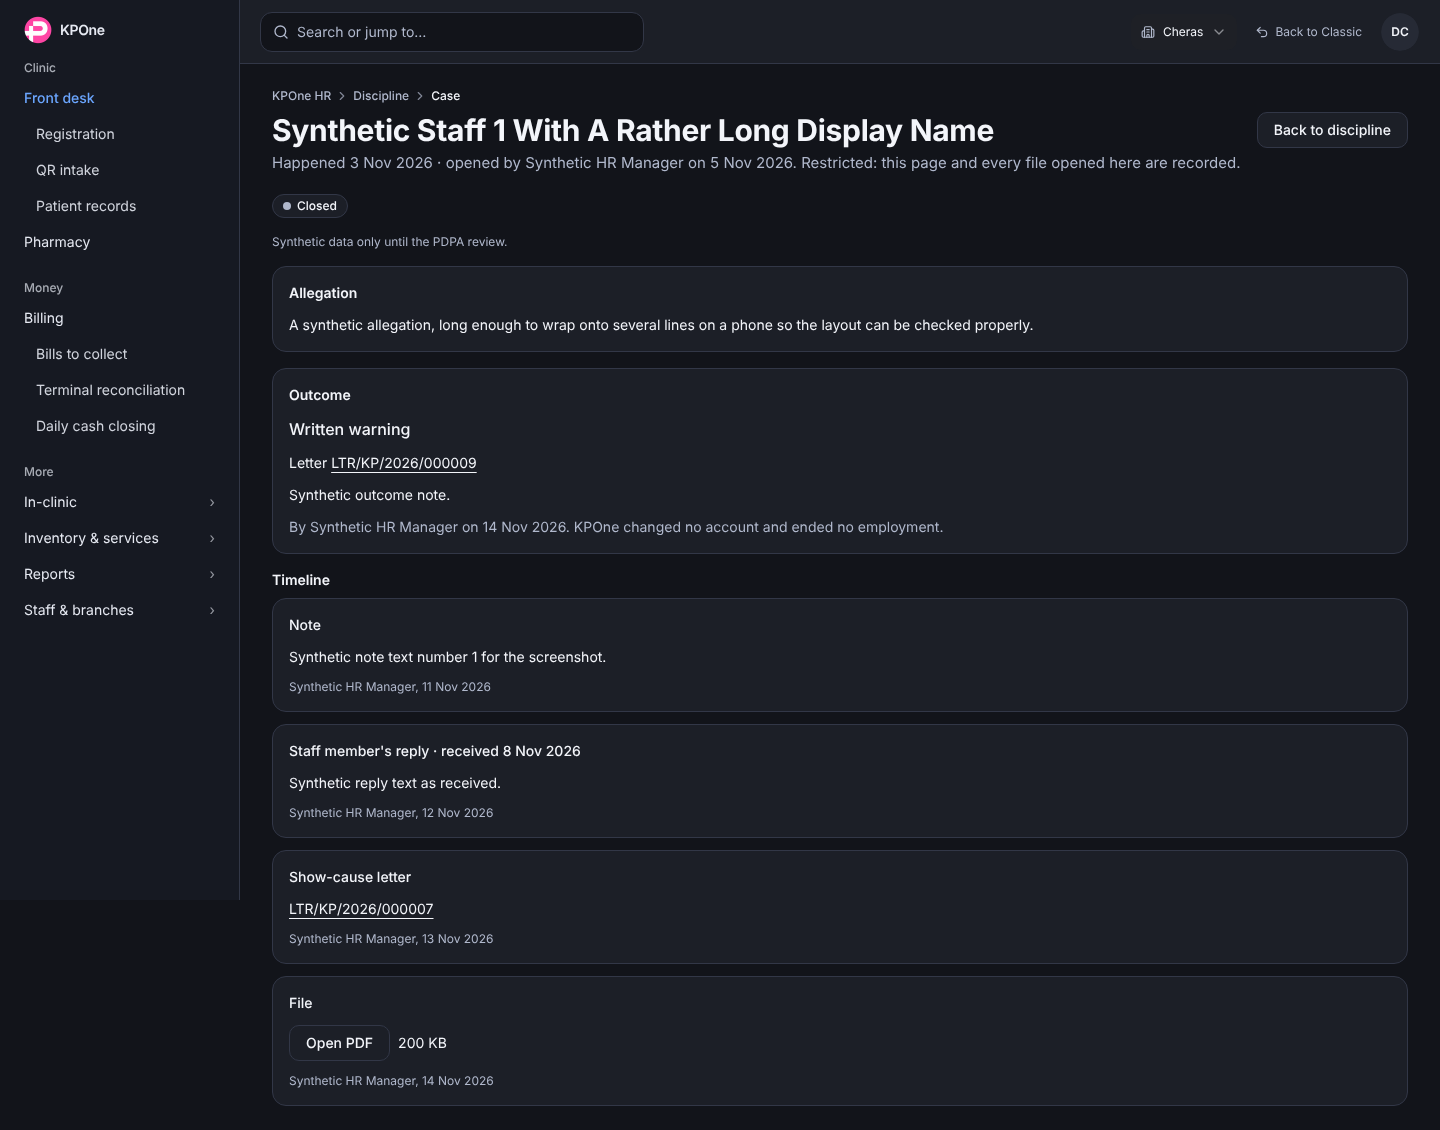 KPOne
Clinic
Front desk
Registration
QR intake
Patient records
Pharmacy
Money
Billing
Bills to collect
Terminal reconciliation
Daily cash closing
More
In-clinic
Inventory & services
Reports
Staff & branches
Search or jump to...
Cheras
Back to Classic
DC
KPOne HR > Discipline > Case
Synthetic Staff 1 With A Rather Long Display Name
Back to discipline
Happened 3 Nov 2026 · opened by Synthetic HR Manager on 5 Nov 2026. Restricted: this page and every file opened here are recorded.
Closed
Synthetic data only until the PDPA review.
Allegation
A synthetic allegation, long enough to wrap onto several lines on a phone so the layout can be checked properly.
Outcome
Written warning
Letter LTR/KP/2026/000009
Synthetic outcome note.
By Synthetic HR Manager on 14 Nov 2026. KPOne changed no account and ended no employment.
Timeline
Note
Synthetic note text number 1 for the screenshot.
Synthetic HR Manager, 11 Nov 2026
Staff member's reply · received 8 Nov 2026
Synthetic reply text as received.
Synthetic HR Manager, 12 Nov 2026
Show-cause letter
LTR/KP/2026/000007
Synthetic HR Manager, 13 Nov 2026
File
Open PDF 200 KB
Synthetic HR Manager, 14 Nov 2026